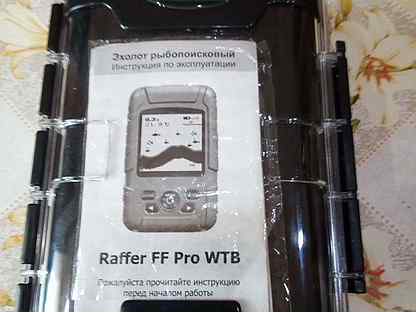 Эхолот рыбопоисковый
Инструкция по эксплуатации
Raffer FF Pro WTB
Пожалуйста прочитайте инструкцию
перед началом работы